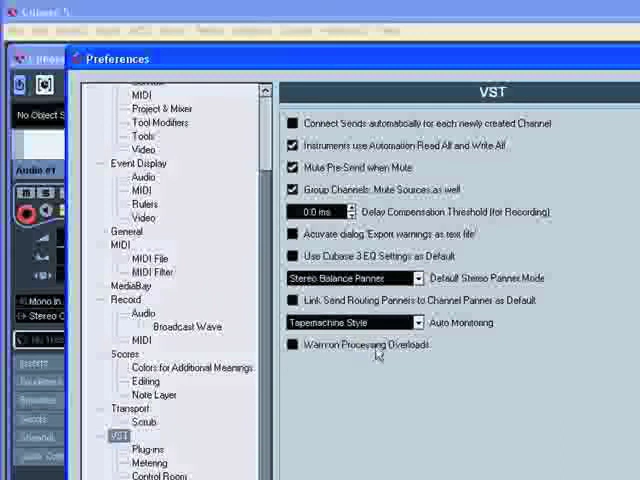 Cubase 5
Preferences
No Object S
Audio 01
Mono In
Stereo O
MIDI
Project & Mixer
Tool Modifiers
Tools
Video
Event Display
Audio
MIDI
Rulers
Video
General
MIDI
MIDI File
MIDI Filter
MediaBay
Record
Audio
Broadcast Wave
MIDI
Scores
Colors for Additional Meanings
Editing
Note Layer
Transport
Scrub
VST
Plug-ins
Metering
Control Room
VST
Connect Sends automatically for each newly created Channel
Instruments use Automation Read All and Write All
Mute Pre-Send when Mute
Group Channels: Mute Sources as well
0.0 ms Delay Compensation Threshold (for Recording)
Activate dialog 'Export warnings as text file'
Use Cubase 3 EQ Settings as Default
Stereo Balance Panner Default Stereo Panner Mode
Link Send Routing Panners to Channel Panner as Default
Tapemachine Style Auto Monitoring
Warn on Processing Overloads